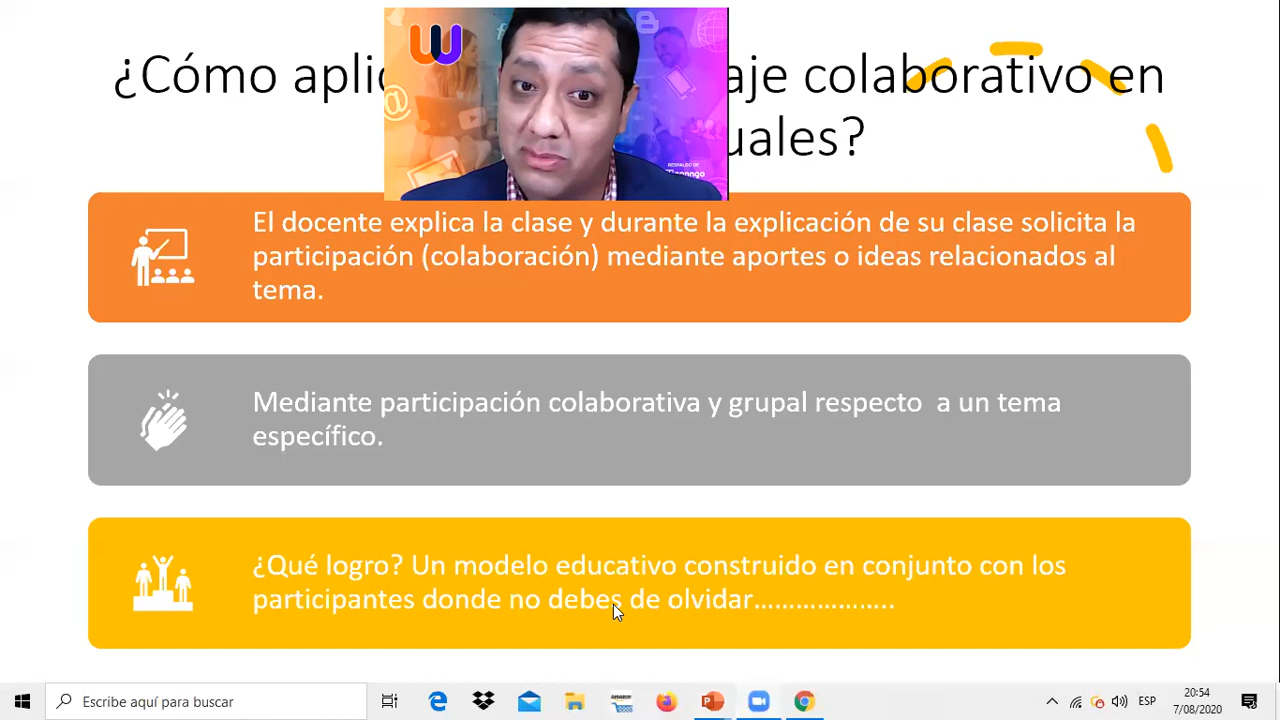 ¿Cómo aplic aje colaborativo en
uales?
RESPALDO DE
El docente explica la clase y durante la explicación de su clase solicita la
participación (colaboración) mediante aportes o ideas relacionados al
tema.
Mediante participación colaborativa y grupal respecto a un tema
específico.
¿Qué logro? Un modelo educativo construido en conjunto con los
participantes donde no debes de olvidar…………………..
Escribe aquí para buscar
ESP
20:54
7/08/2020